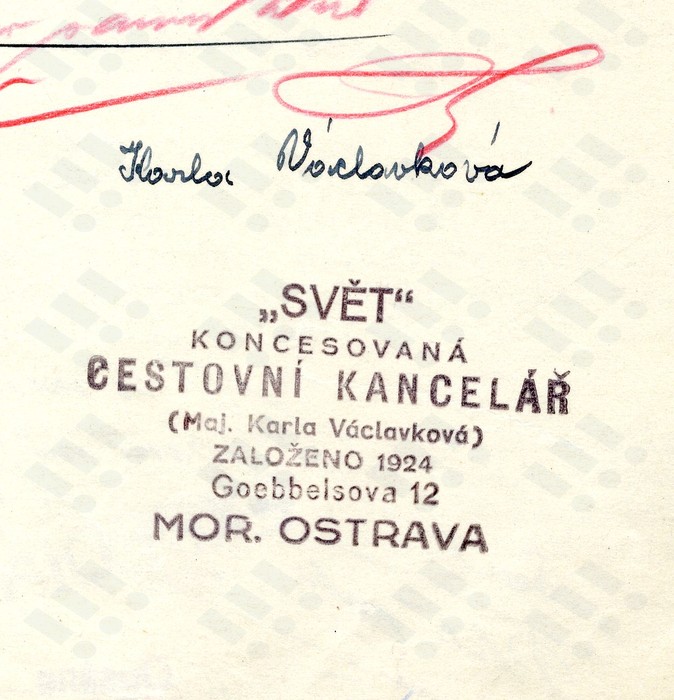 Karla Václavková
„SVĚT“
KONCESOVANÁ
CESTOVNÍ KANCELÁŘ
(Maj. Karla Václavková)
ZALOŽENO 1924
Goebbelsova 12
MOR. OSTRAVA